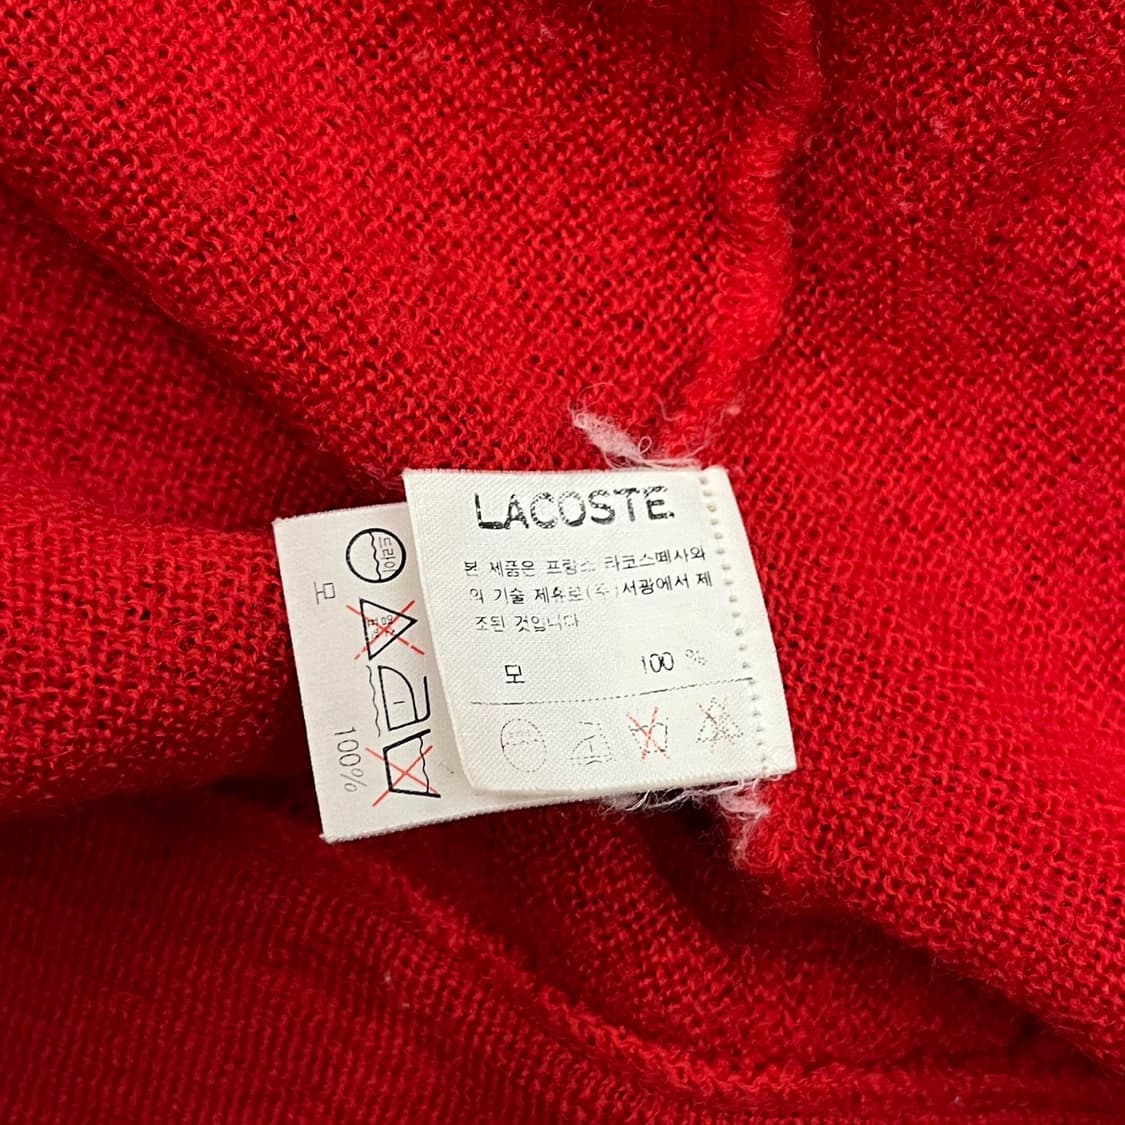 LACOSTE
본 제품은 프랑스 라코스떼사와
의 기술 제휴로(주)서광에서 제
조된 것입니다
모 100 %
드라이
모 100%